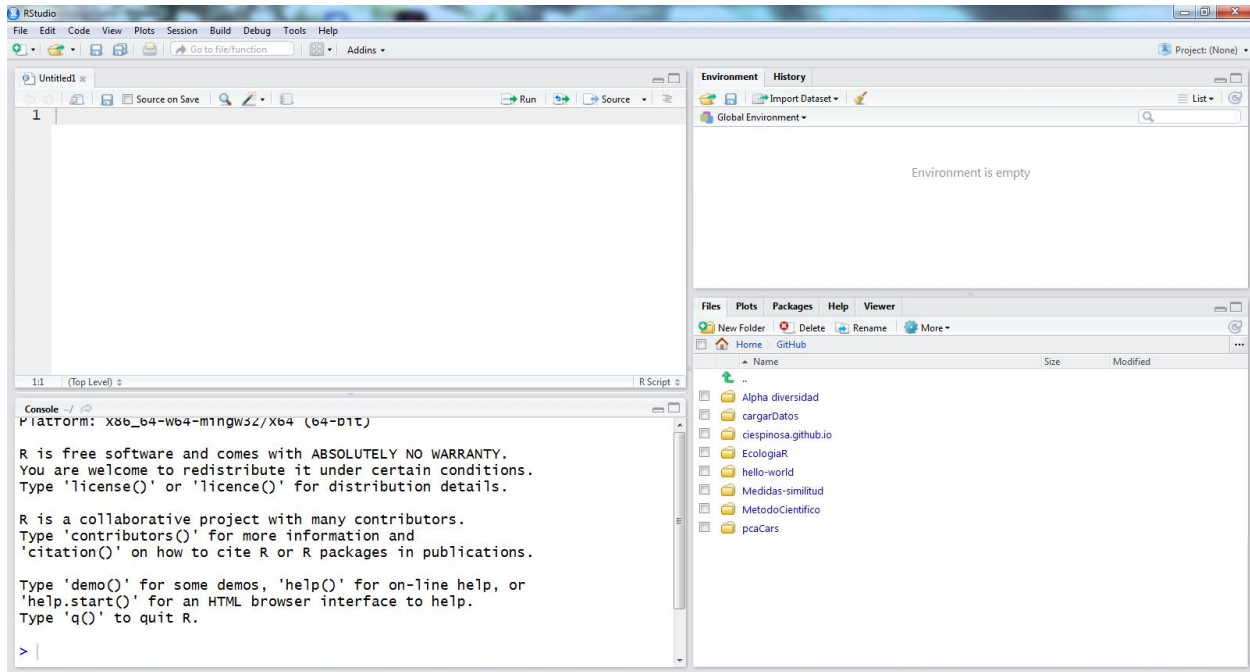 RStudio
File Edit Code View Plots Session Build Debug Tools Help
Go to file/function Addins Project: (None)
Untitled1
Source on Save Run Source
1
1:1 (Top Level) R Script
Console ~/
Platform: x86_64-w64-mingw32/x64 (64-bit)
R is free software and comes with ABSOLUTELY NO WARRANTY.
You are welcome to redistribute it under certain conditions.
Type 'license()' or 'licence()' for distribution details.
R is a collaborative project with many contributors.
Type 'contributors()' for more information and
'citation()' on how to cite R or R packages in publications.
Type 'demo()' for some demos, 'help()' for on-line help, or
'help.start()' for an HTML browser interface to help.
Type 'q()' to quit R.
>
Environment History
Import Dataset List
Global Environment
Environment is empty
Files Plots Packages Help Viewer
New Folder Delete Rename More
Home GitHub ...
Name Size Modified
..
Alpha diversidad
cargarDatos
ciespinosa.github.io
EcologiaR
hello-world
Medidas-similitud
MetodoCientifico
pcaCars